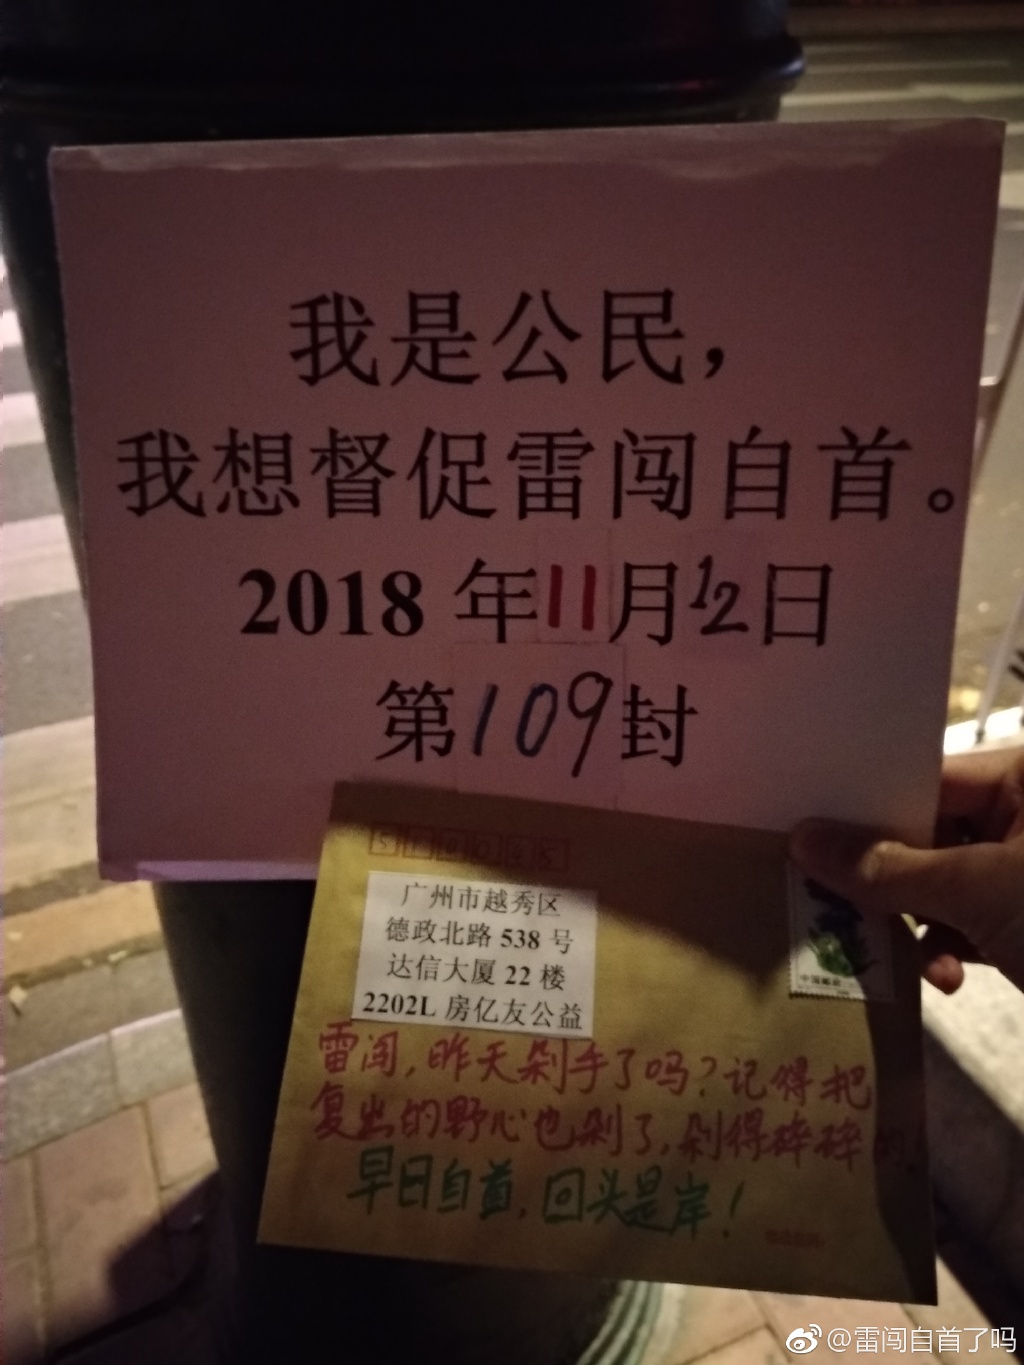 我是公民，
我想督促雷闯自首。
2018年11月12日
第109封
510045
广州市越秀区
德政北路 538 号
达信大厦 22 楼
2202L 房亿友公益
中国邮政
雷闯，昨天剁手了吗？记得把
复出的野心也剁了，剁得碎碎的！
早日自首，回头是岸！
@雷闯自首了吗